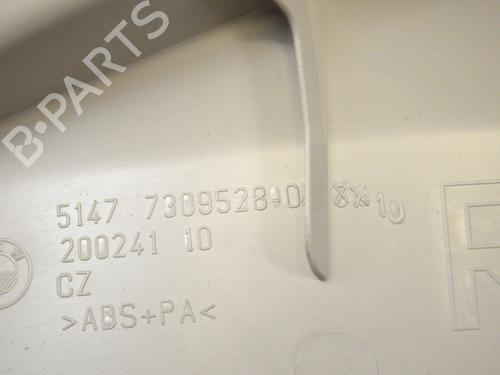 B-PARTS
5147 7309528
200241 10
CZ
>ABS+PA<
R